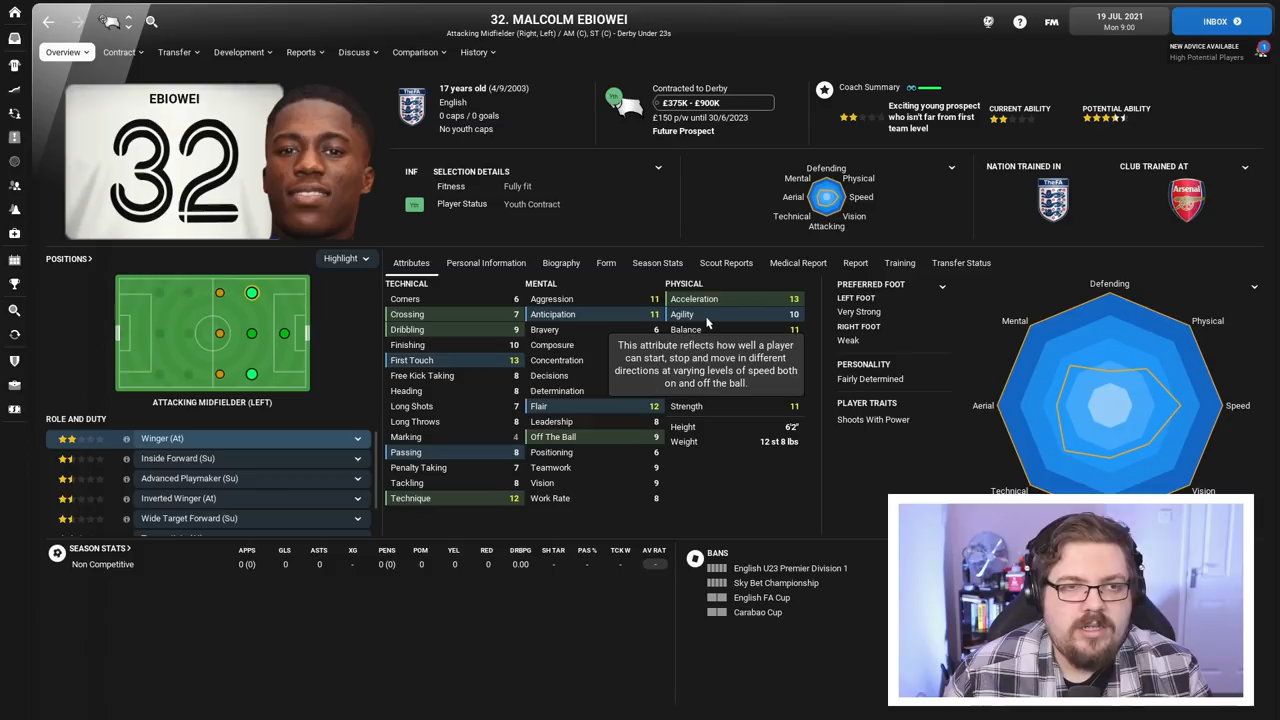 32. MALCOLM EBIOWEI
Attacking Midfielder (Right, Left) / AM (C), ST (C) - Derby Under 23s
FM
19 JUL 2021
Mon 9:00
INBOX
Overview
Contract
Transfer
Development
Reports
Discuss
Comparison
History
NEW ADVICE AVAILABLE
1
High Potential Players
EBIOWEI
32
17 years old (4/9/2003)
English
0 caps / 0 goals
No youth caps
Yth
Contracted to Derby
£375K - £900K
£150 p/w until 30/6/2023
Future Prospect
Coach Summary
Exciting young prospect
who isn't far from first
team level
CURRENT ABILITY
POTENTIAL ABILITY
INF
SELECTION DETAILS
Fitness Fully fit
Yth
Player Status Youth Contract
Defending
Mental Physical
Aerial Speed
Technical Vision
Attacking
NATION TRAINED IN
TheFA
CLUB TRAINED AT
Arsenal
POSITIONS
Highlight
ATTACKING MIDFIELDER (LEFT)
ROLE AND DUTY
Winger (At)
Inside Forward (Su)
Advanced Playmaker (Su)
Inverted Winger (At)
Wide Target Forward (Su)
Attributes
Personal Information
Biography
Form
Season Stats
Scout Reports
Medical Report
Report
Training
Transfer Status
TECHNICAL
Corners 6
Crossing 7
Dribbling 9
Finishing 10
First Touch 13
Free Kick Taking 8
Heading 8
Long Shots 7
Long Throws 8
Marking 4
Passing 8
Penalty Taking 7
Tackling 8
Technique 12
MENTAL
Aggression 11
Anticipation 11
Bravery 6
Composure
Concentration
Decisions
Determination
Flair 12
Leadership 8
Off The Ball 9
Positioning 6
Teamwork 9
Vision 9
Work Rate 8
PHYSICAL
Acceleration 13
Agility 10
Balance 11
This attribute reflects how well a player
can start, stop and move in different
directions at varying levels of speed both
on and off the ball.
Strength 11
Height 6'2"
Weight 12 st 8 lbs
PREFERRED FOOT
LEFT FOOT
Very Strong
RIGHT FOOT
Weak
PERSONALITY
Fairly Determined
PLAYER TRAITS
Shoots With Power
Defending
Mental Physical
Aerial Speed
Technical Vision
SEASON STATS
APPS GLS ASTS XG PENS POM YEL RED DRBPG SH TAR PAS % TCK W AV RAT
Non Competitive 0 (0) 0 0 - 0 (0) 0 0 0 0.00 - - - -
BANS
English U23 Premier Division 1
Sky Bet Championship
English FA Cup
Carabao Cup